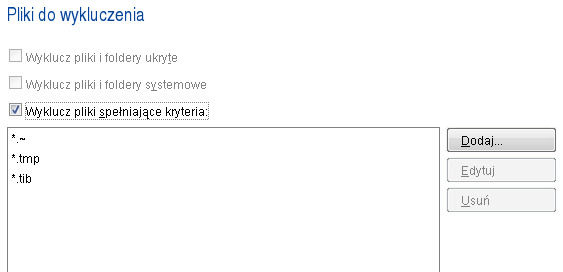 Pliki do wykluczenia
Wyklucz pliki i foldery ukryte
Wyklucz pliki i foldery systemowe
Wyklucz pliki spełniające kryteria:
*.~
*.tmp
*.tib
Dodaj...
Edytuj
Usuń